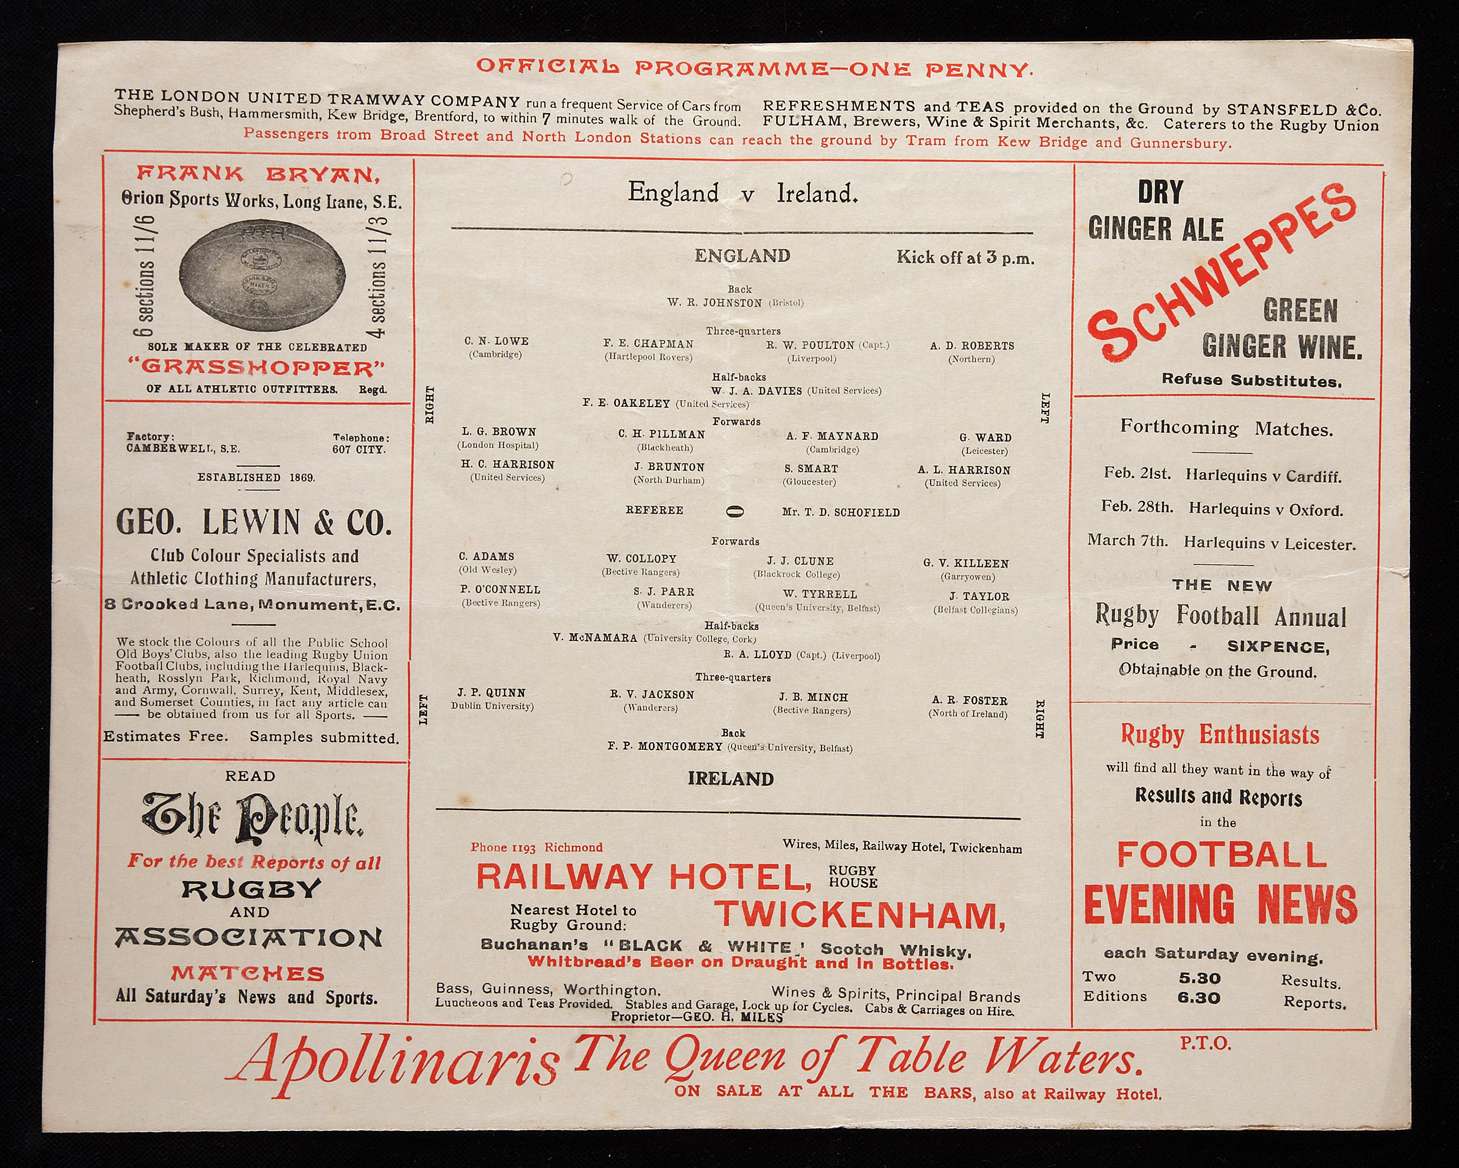 OFFICIAL PROGRAMME—ONE PENNY.
THE LONDON UNITED TRAMWAY COMPANY run a frequent Service of Cars from
Shepherd's Bush, Hammersmith, Kew Bridge, Brentford, to within 7 minutes walk of the Ground.
REFRESHMENTS and TEAS provided on the Ground by STANSFELD &Co.
FULHAM, Brewers, Wine & Spirit Merchants, &c. Caterers to the Rugby Union
Passengers from Broad Street and North London Stations can reach the ground by Tram from Kew Bridge and Gunnersbury.
FRANK BRYAN,
Orion Sports Works, Long Lane, S.E.
6 sections 11/6
4 sections 11/3
SOLE MAKER OF THE CELEBRATED
"GRASSHOPPER"
OF ALL ATHLETIC OUTFITTERS. Regd.
Factory:
CAMBERWELL, S.E.
Telephone:
607 CITY.
ESTABLISHED 1869.
GEO. LEWIN & CO.
Club Colour Specialists and
Athletic Clothing Manufacturers,
8 Crooked Lane, Monument, E.C.
We stock the Colours of all the Public School
Old Boys' Clubs, also the leading Rugby Union
Football Clubs, including the Harlequins, Black-
heath, Rosslyn Park, Richmond, Royal Navy
and Army, Cornwall, Surrey, Kent, Middlesex,
and Somerset Counties, in fact any article can
be obtained from us for all Sports.
Estimates Free. Samples submitted.
READ
The People.
For the best Reports of all
RUGBY
AND
ASSOCIATION
MATCHES
All Saturday's News and Sports.
England v Ireland.
ENGLAND
Kick off at 3 p.m.
Back
W. R. JOHNSTON (Bristol)
Three-quarters
C. N. LOWE F. E. CHAPMAN R. W. POULTON (Capt.) A. D. ROBERTS
(Cambridge) (Hartlepool Rovers) (Liverpool) (Northern)
Half-backs
W. J. A. DAVIES (United Services)
F. E. OAKELEY (United Services)
RIGHT
LEFT
Forwards
L. G. BROWN C. H. PILLMAN A. F. MAYNARD G. WARD
(London Hospital) (Blackheath) (Cambridge) (Leicester)
H. C. HARRISON J. BRUNTON S. SMART A. L. HARRISON
(United Services) (North Durham) (Gloucester) (United Services)
REFEREE Mr. T. D. SCHOFIELD
Forwards
C. ADAMS W. COLLOPY J. J. CLUNE G. V. KILLEEN
(Old Wesley) (Bective Rangers) (Blackrock College) (Garryowen)
P. O'CONNELL S. J. PARR W. TYRRELL J. TAYLOR
(Bective Rangers) (Wanderers) (Queen's University, Belfast) (Belfast Collegians)
Half-backs
V. McNAMARA (University College, Cork)
R. A. LLOYD (Capt.) (Liverpool)
Three-quarters
LEFT
RIGHT
J. P. QUINN R. V. JACKSON J. B. MINCH A. R. FOSTER
Dublin University) (Wanderers) (Bective Rangers) (North of Ireland)
Back
F. P. MONTGOMERY (Queen's University, Belfast)
IRELAND
Phone 1193 Richmond
Wires, Miles, Railway Hotel, Twickenham
RAILWAY HOTEL, RUGBY HOUSE
Nearest Hotel to
Rugby Ground:
TWICKENHAM,
Buchanan's "BLACK & WHITE,' Scotch Whisky,
Whitbread's Beer on Draught and in Bottles.
Bass, Guinness, Worthington. Wines & Spirits, Principal Brands
Luncheons and Teas Provided. Stables and Garage, Lock up for Cycles. Cabs & Carriages on Hire.
Proprietor—GEO. H. MILES
DRY
GINGER ALE
SCHWEPPES
GREEN
GINGER WINE.
Refuse Substitutes.
Forthcoming Matches.
Feb. 21st. Harlequins v Cardiff.
Feb. 28th. Harlequins v Oxford.
March 7th. Harlequins v Leicester.
THE NEW
Rugby Football Annual
Price - SIXPENCE,
Obtainable on the Ground.
Rugby Enthusiasts
will find all they want in the way of
Results and Reports
in the
FOOTBALL
EVENING NEWS
each Saturday evening.
Two 5.30 Results.
Editions 6.30 Reports.
Apollinaris The Queen of Table Waters.
P.T.O.
ON SALE AT ALL THE BARS, also at Railway Hotel.